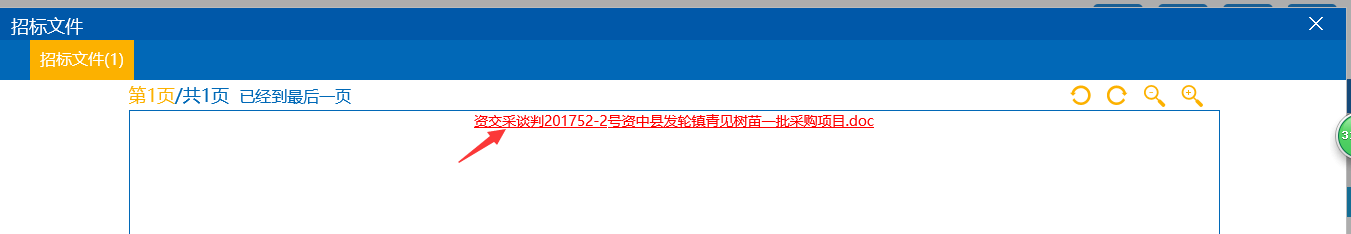 招标文件
招标文件(1)
第1页/共1页 已经到最后一页
资交采谈判201752-2号资中县发轮镇青见树苗一批采购项目.doc